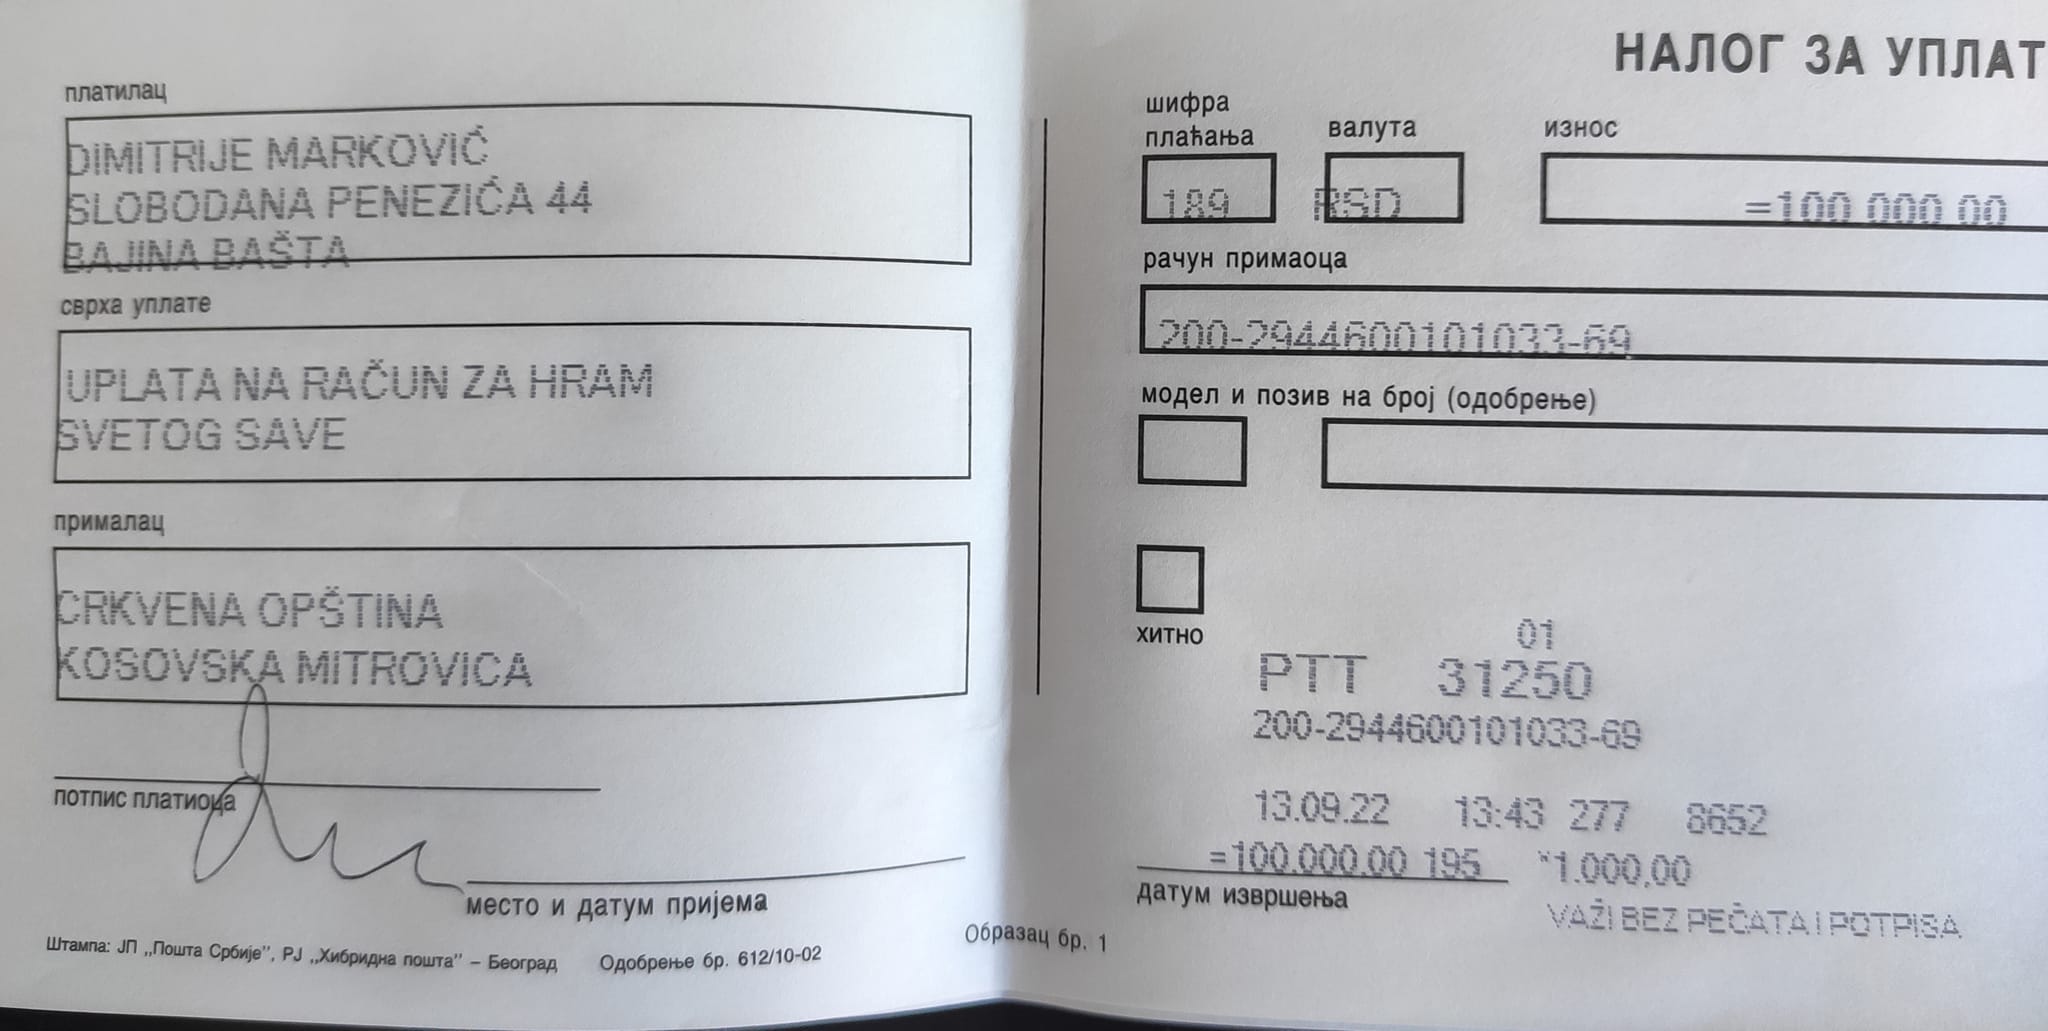 НАЛОГ ЗА УПЛАТ
платилац
DIMITRIJE MARKOVIĆ
SLOBODANA PENEZIĆA 44
BAJINA BAŠTA
сврха уплате
UPLATA NA RAČUN ZA HRAM
SVETOG SAVE
прималац
CRKVENA OPŠTINA
KOSOVSKA MITROVICA
потпис платиоца
место и датум пријема
Штампа: ЈП „Пошта Србије”, РЈ „Хибридна пошта” – Београд Одобрење бр. 612/10-02
Образац бр. 1
шифра
плаћања
валута
износ
189
RSD
=100 000 00
рачун примаоца
200-2944600101033-69
модел и позив на број (одобрење)
ХИТНО
01
PTT 31250
200-2944600101033-69
13.09.22 13:43 277 8652
=100.000,00 195 *1.000,00
датум извршења
VAŽI BEZ PEČATA I POTPISA